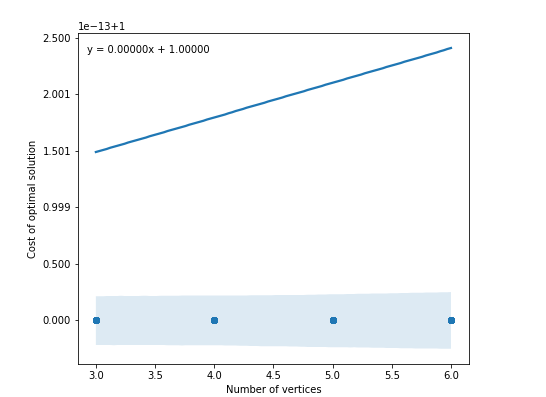 1e−13+1
2.500
y = 0.00000x + 1.00000
2.001
1.501
0.999
0.500
0.000
Cost of optimal solution
3.0 3.5 4.0 4.5 5.0 5.5 6.0
Number of vertices